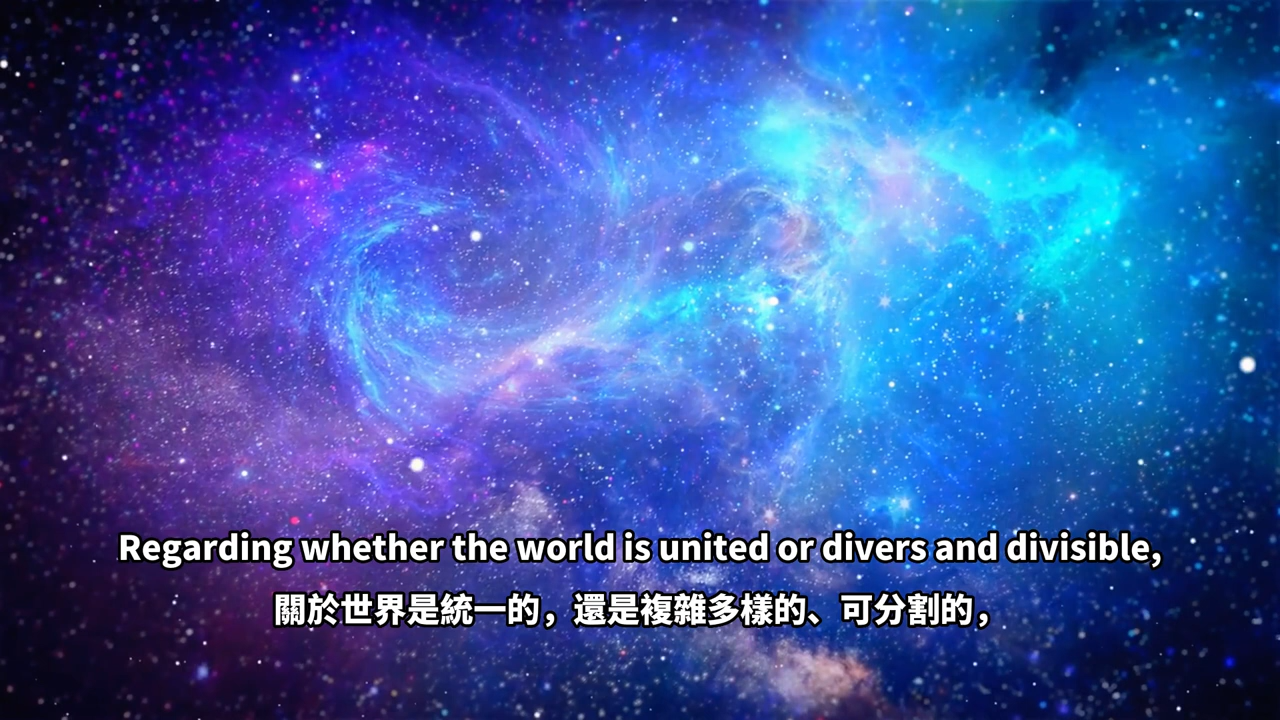 Regarding whether the world is united or divers and divisible,
關於世界是統一的，還是複雜多樣的、可分割的，